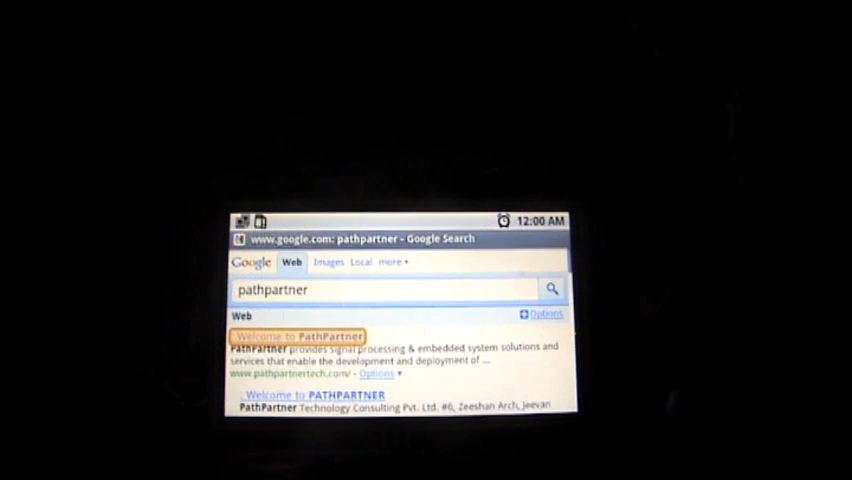 12:00 AM
www.google.com: pathpartner - Google Search
Google Web Images Local more
pathpartner
Web Options
: Welcome to PathPartner
PathPartner provides signal processing & embedded system solutions and
services that enable the development and deployment of ...
www.pathpartnertech.com/ - Options
: Welcome to PATHPARTNER
PathPartner Technology Consulting Pvt. Ltd. #6, Zeeshan Arch, Jeevan